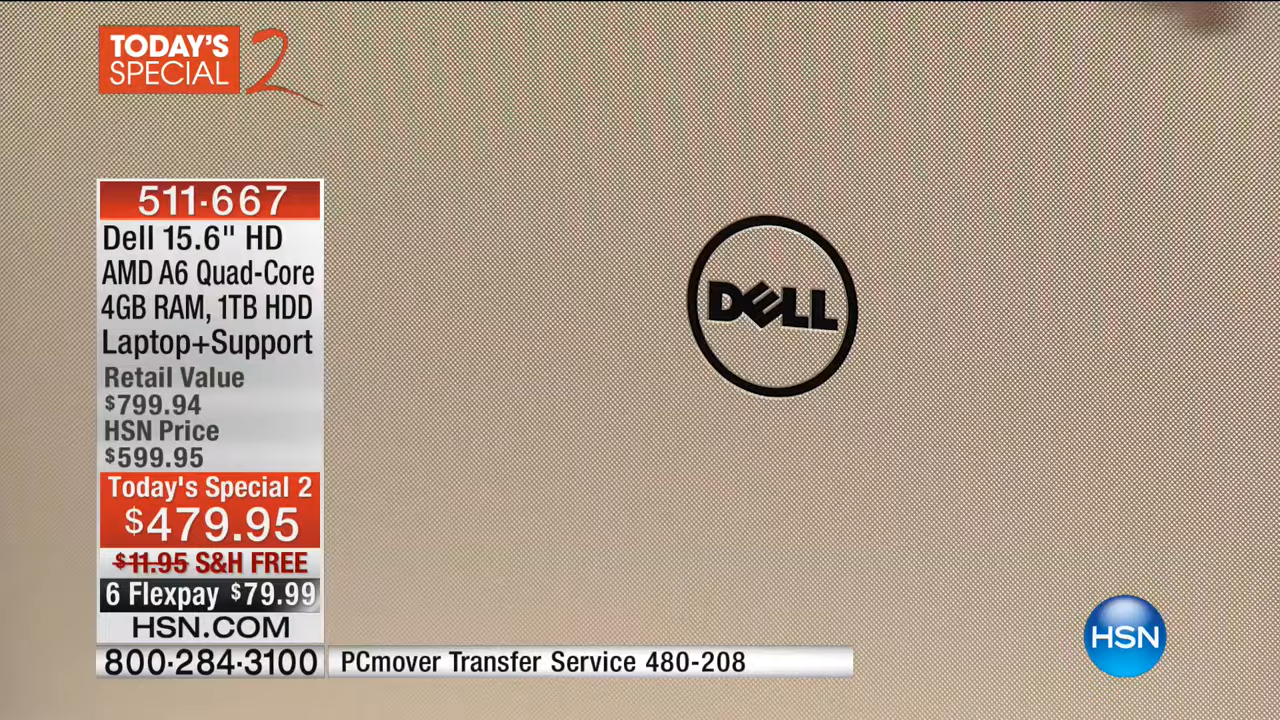 TODAY'S
SPECIAL 2
511·667
Dell 15.6" HD
AMD A6 Quad-Core
4GB RAM, 1TB HDD
Laptop+Support
Retail Value
$799.94
HSN Price
$599.95
Today's Special 2
$479.95
$11.95 S&H FREE
6 Flexpay $79.99
HSN.COM
800·284·3100
PCmover Transfer Service 480-208
DELL
HSN